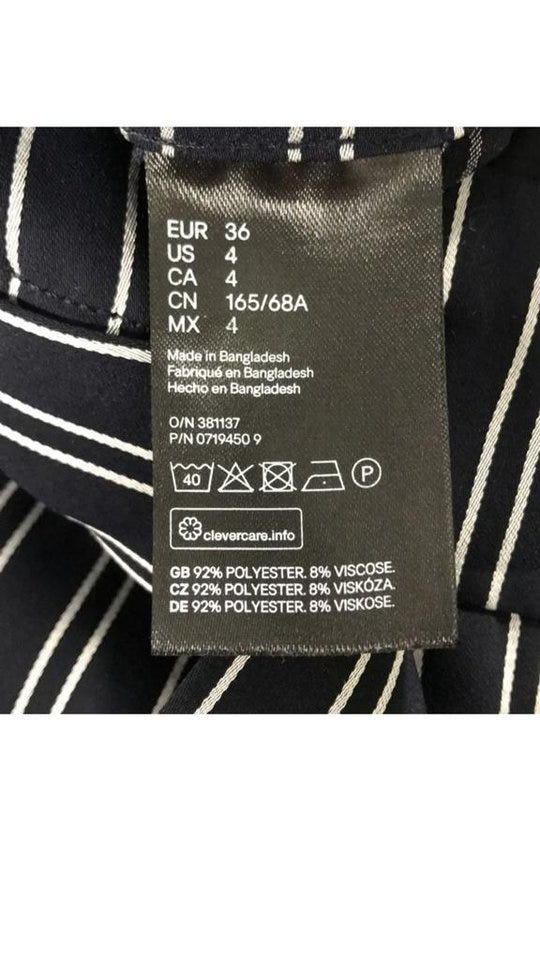 EUR 36
US 4
CA 4
CN 165/68A
MX 4
Made in Bangladesh
Fabriqué en Bangladesh
Hecho en Bangladesh
O/N 381137
P/N 0719450 9
40 P
clevercare.info
GB 92% POLYESTER. 8% VISCOSE.
CZ 92% POLYESTER. 8% VISKÓZA.
DE 92% POLYESTER. 8% VISKOSE.